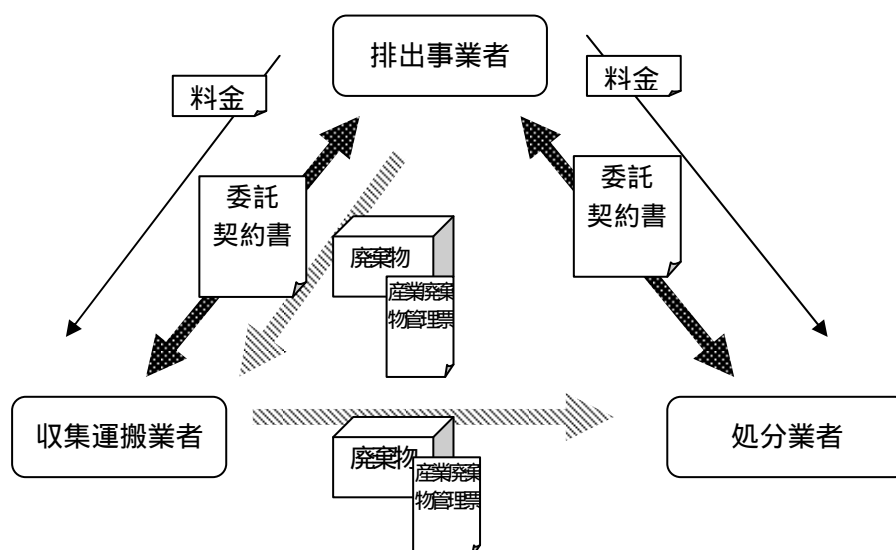 排出事業者
料金
料金
委託
契約書
委託
契約書
廃棄物
産業廃棄
物管理票
収集運搬業者
処分業者
廃棄物
産業廃棄
物管理票